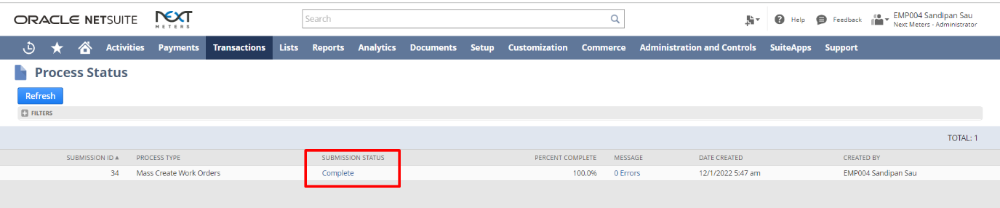 ORACLE NETSUITE
NEXT
METERS
Search
Help
Feedback
EMP004 Sandipan Sau
Next Meters - Administrator
Activities Payments Transactions Lists Reports Analytics Documents Setup Customization Commerce Administration and Controls SuiteApps Support
Process Status
Refresh
FILTERS
TOTAL: 1
SUBMISSION ID PROCESS TYPE SUBMISSION STATUS PERCENT COMPLETE MESSAGE DATE CREATED CREATED BY
34 Mass Create Work Orders Complete 100.0% 0 Errors 12/1/2022 5:47 am EMP004 Sandipan Sau